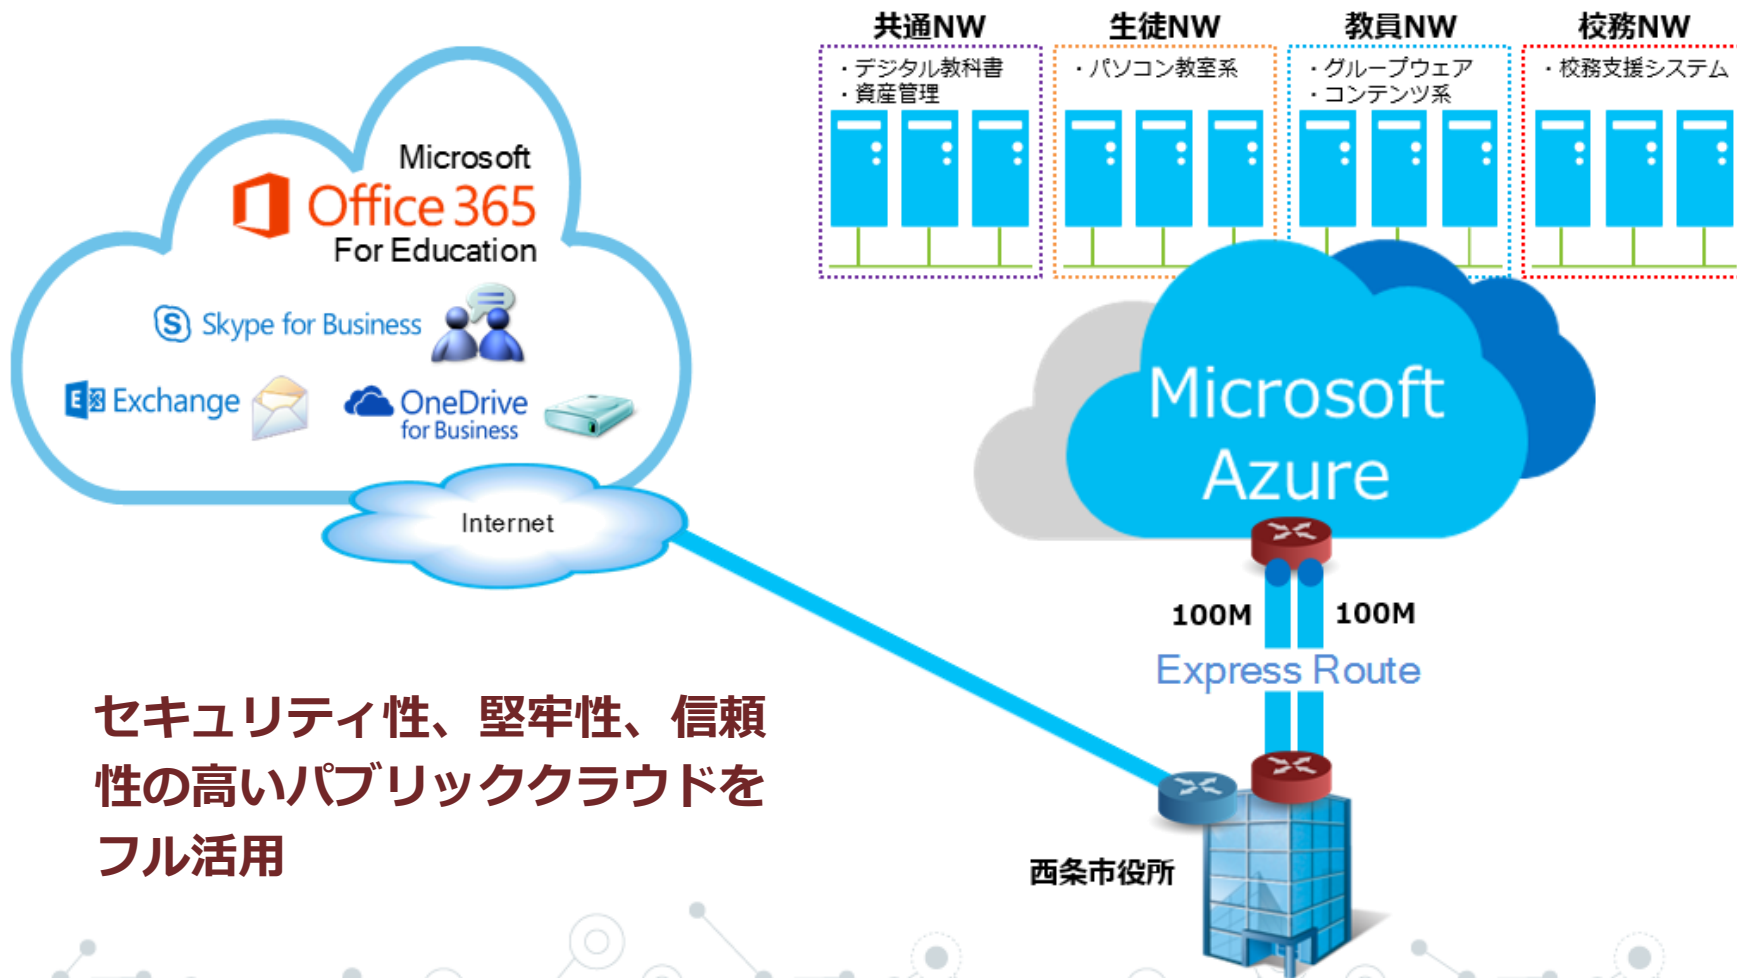 共通NW
・デジタル教科書
・資産管理
生徒NW
・パソコン教室系
教員NW
・グループウェア
・コンテンツ系
校務NW
・校務支援システム
Microsoft
Office 365
For Education
S Skype for Business
E Exchange
OneDrive
for Business
Internet
Microsoft
Azure
100M
100M
Express Route
セキュリティ性、堅牢性、信頼
性の高いパブリッククラウドを
フル活用
西条市役所